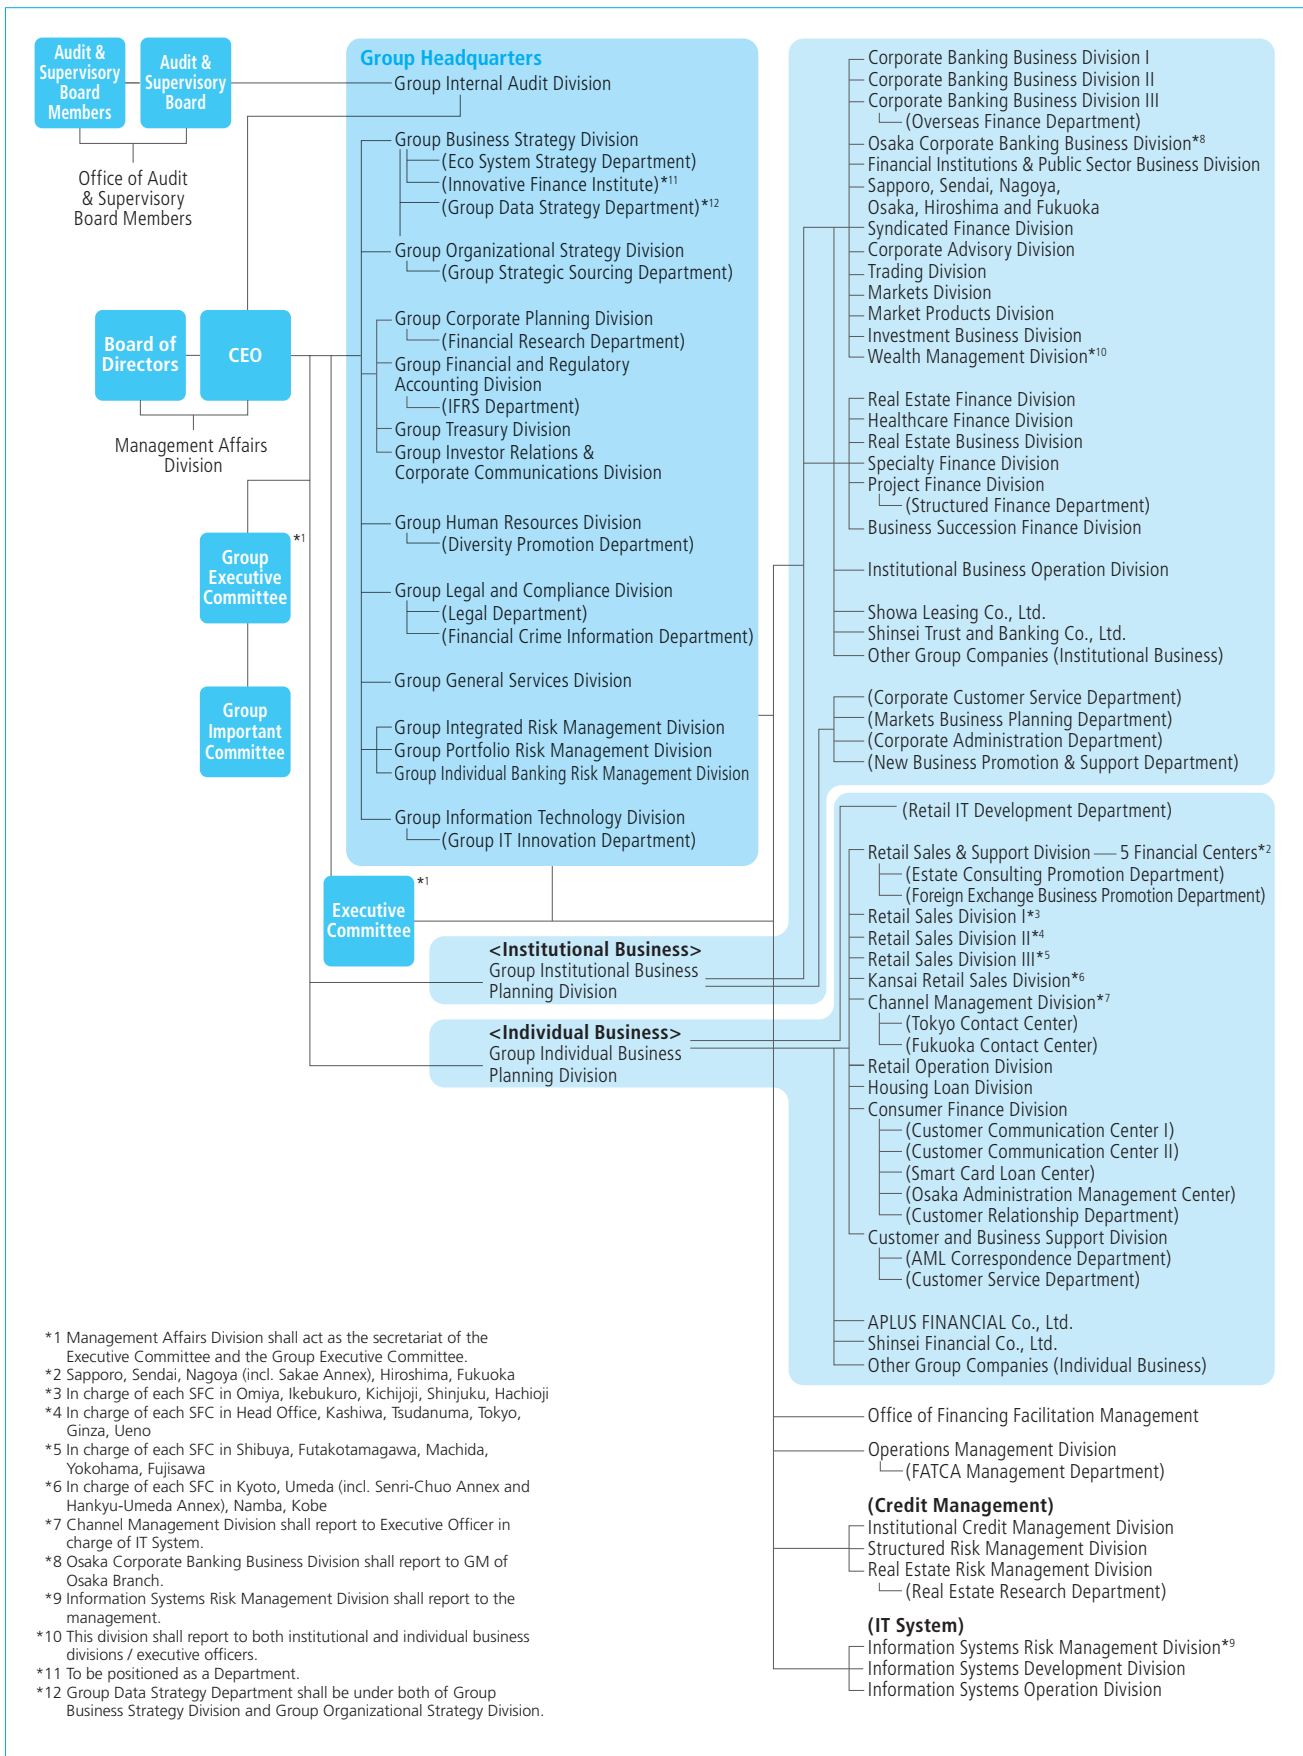 Audit &
Supervisory
Board
Members
Audit &
Supervisory
Board
Office of Audit
& Supervisory
Board Members
Board of
Directors
CEO
Management Affairs
Division
Group
Executive
Committee
*1
Group
Important
Committee
Group Headquarters
Group Internal Audit Division
Group Business Strategy Division
(Eco System Strategy Department)
(Innovative Finance Institute)*11
(Group Data Strategy Department)*12
Group Organizational Strategy Division
(Group Strategic Sourcing Department)
Group Corporate Planning Division
(Financial Research Department)
Group Financial and Regulatory
Accounting Division
(IFRS Department)
Group Treasury Division
Group Investor Relations &
Corporate Communications Division
Group Human Resources Division
(Diversity Promotion Department)
Group Legal and Compliance Division
(Legal Department)
(Financial Crime Information Department)
Group General Services Division
Group Integrated Risk Management Division
Group Portfolio Risk Management Division
Group Individual Banking Risk Management Division
Group Information Technology Division
(Group IT Innovation Department)
Executive
Committee
*1
<Institutional Business>
Group Institutional Business
Planning Division
<Individual Business>
Group Individual Business
Planning Division
Corporate Banking Business Division I
Corporate Banking Business Division II
Corporate Banking Business Division III
(Overseas Finance Department)
Osaka Corporate Banking Business Division*8
Financial Institutions & Public Sector Business Division
Sapporo, Sendai, Nagoya,
Osaka, Hiroshima and Fukuoka
Syndicated Finance Division
Corporate Advisory Division
Trading Division
Markets Division
Market Products Division
Investment Business Division
Wealth Management Division*10
Real Estate Finance Division
Healthcare Finance Division
Real Estate Business Division
Specialty Finance Division
Project Finance Division
(Structured Finance Department)
Business Succession Finance Division
Institutional Business Operation Division
Showa Leasing Co., Ltd.
Shinsei Trust and Banking Co., Ltd.
Other Group Companies (Institutional Business)
(Corporate Customer Service Department)
(Markets Business Planning Department)
(Corporate Administration Department)
(New Business Promotion & Support Department)
(Retail IT Development Department)
Retail Sales & Support Division 5 Financial Centers*2
(Estate Consulting Promotion Department)
(Foreign Exchange Business Promotion Department)
Retail Sales Division I*3
Retail Sales Division II*4
Retail Sales Division III*5
Kansai Retail Sales Division*6
Channel Management Division*7
(Tokyo Contact Center)
(Fukuoka Contact Center)
Retail Operation Division
Housing Loan Division
Consumer Finance Division
(Customer Communication Center I)
(Customer Communication Center II)
(Smart Card Loan Center)
(Osaka Administration Management Center)
(Customer Relationship Department)
Customer and Business Support Division
(AML Correspondence Department)
(Customer Service Department)
APLUS FINANCIAL Co., Ltd.
Shinsei Financial Co., Ltd.
Other Group Companies (Individual Business)
Office of Financing Facilitation Management
Operations Management Division
(FATCA Management Department)
(Credit Management)
Institutional Credit Management Division
Structured Risk Management Division
Real Estate Risk Management Division
(Real Estate Research Department)
(IT System)
Information Systems Risk Management Division*9
Information Systems Development Division
Information Systems Operation Division
*1 Management Affairs Division shall act as the secretariat of the
Executive Committee and the Group Executive Committee.
*2 Sapporo, Sendai, Nagoya (incl. Sakae Annex), Hiroshima, Fukuoka
*3 In charge of each SFC in Omiya, Ikebukuro, Kichijoji, Shinjuku, Hachioji
*4 In charge of each SFC in Head Office, Kashiwa, Tsudanuma, Tokyo,
Ginza, Ueno
*5 In charge of each SFC in Shibuya, Futakotamagawa, Machida,
Yokohama, Fujisawa
*6 In charge of each SFC in Kyoto, Umeda (incl. Senri-Chuo Annex and
Hankyu-Umeda Annex), Namba, Kobe
*7 Channel Management Division shall report to Executive Officer in
charge of IT System.
*8 Osaka Corporate Banking Business Division shall report to GM of
Osaka Branch.
*9 Information Systems Risk Management Division shall report to the
management.
*10 This division shall report to both institutional and individual business
divisions / executive officers.
*11 To be positioned as a Department.
*12 Group Data Strategy Department shall be under both of Group
Business Strategy Division and Group Organizational Strategy Division.